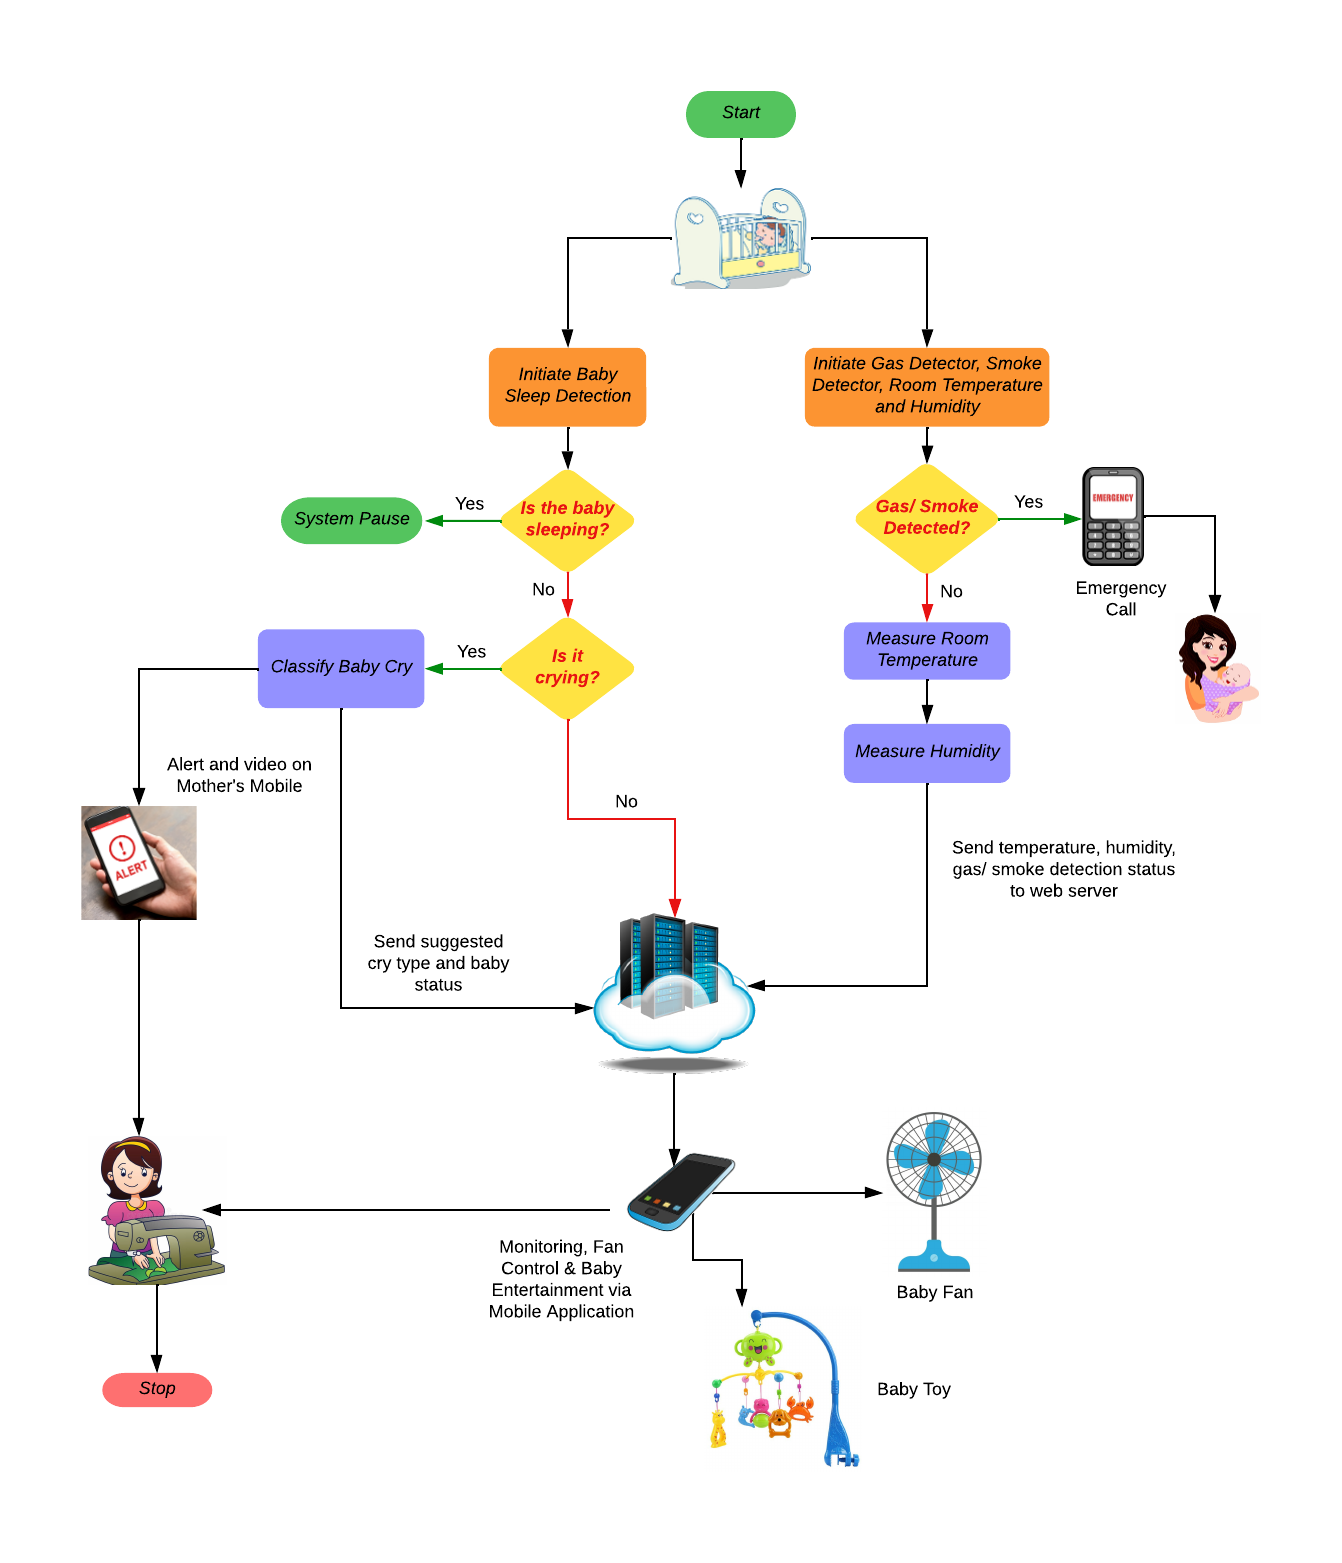 Start
Initiate Baby
Sleep Detection
Initiate Gas Detector, Smoke
Detector, Room Temperature
and Humidity
Is the baby
sleeping?
Yes
System Pause
No
Gas/ Smoke
Detected?
Yes
EMERGENCY
Emergency
Call
No
Is it
crying?
Yes
Classify Baby Cry
Measure Room
Temperature
Measure Humidity
Alert and video on
Mother's Mobile
ALERT
No
Send temperature, humidity,
gas/ smoke detection status
to web server
Send suggested
cry type and baby
status
Monitoring, Fan
Control & Baby
Entertainment via
Mobile Application
Baby Fan
Baby Toy
Stop